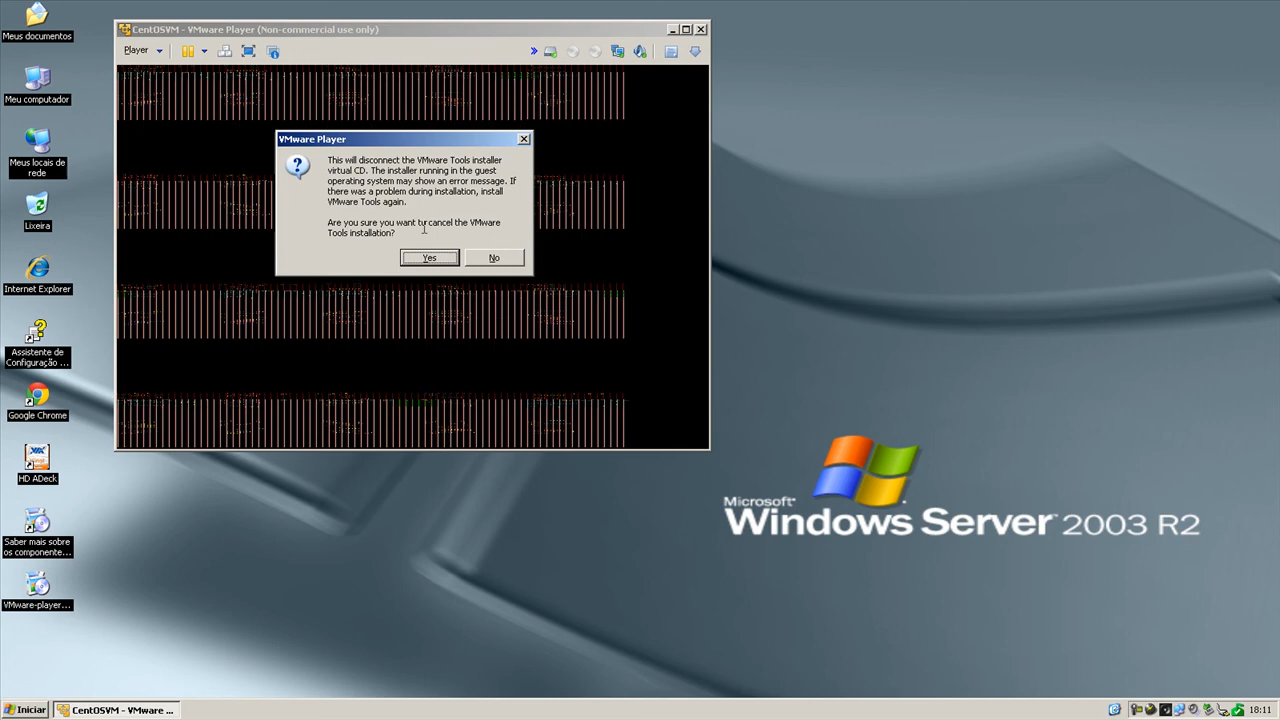 Meus documentos
Meu computador
Meus locais de
rede
Lixeira
Internet Explorer
Assistente de
Configuração ...
Google Chrome
HD ADeck
Saber mais sobre
os componente...
VMware-player...
CentOSVM - VMware Player (Non-commercial use only)
Player
VMware Player
This will disconnect the VMware Tools installer
virtual CD. The installer running in the guest
operating system may show an error message. If
there was a problem during installation, install
VMware Tools again.
Are you sure you want to cancel the VMware
Tools installation?
Yes
No
Microsoft
Windows Server 2003 R2
Iniciar
CentOSVM - VMware ...
18:11